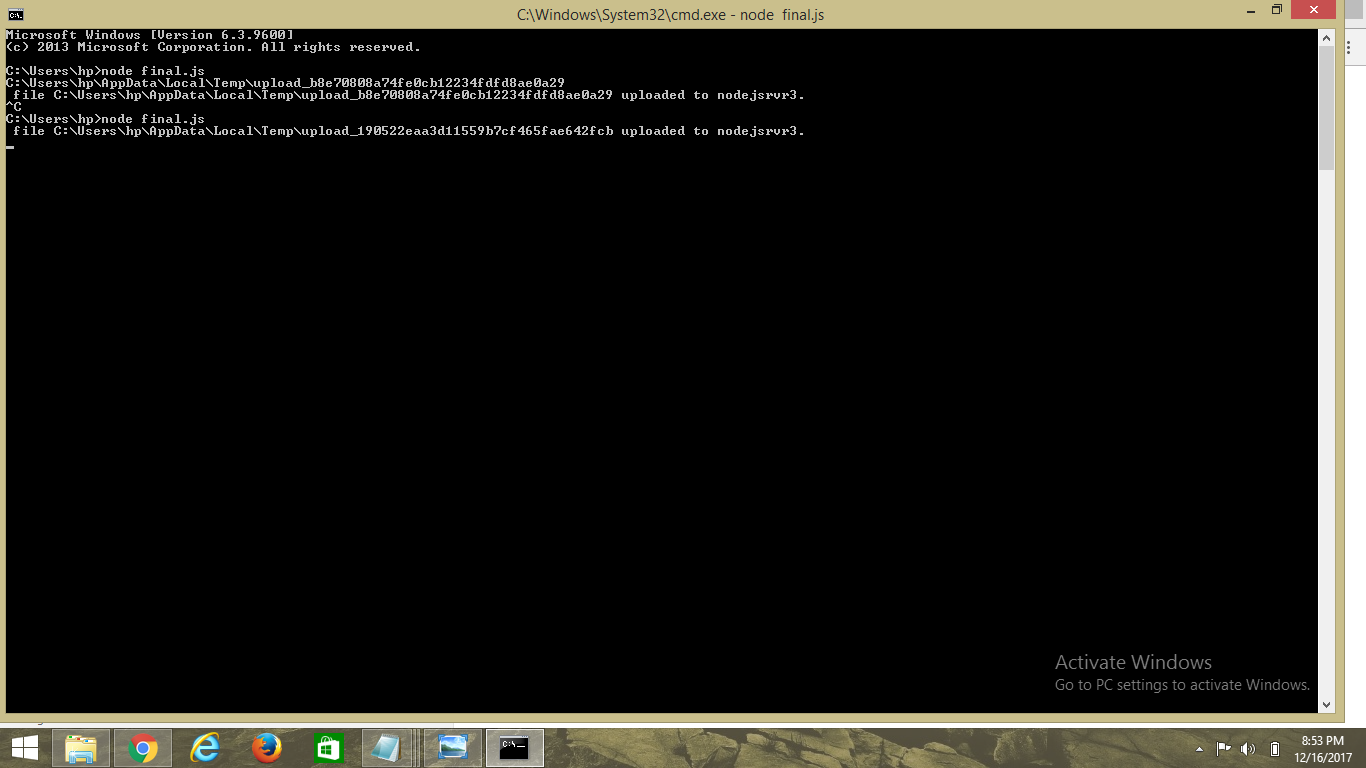 C:\Windows\System32\cmd.exe - node  final.js
Microsoft Windows [Version 6.3.9600]
(c) 2013 Microsoft Corporation. All rights reserved.
C:\Users\hp>node final.js
C:\Users\hp\AppData\Local\Temp\upload_b8e70808a74fe0cb12234fdfd8ae0a29
 file C:\Users\hp\AppData\Local\Temp\upload_b8e70808a74fe0cb12234fdfd8ae0a29 uploaded to nodejsrvr3.
^C
C:\Users\hp>node final.js
 file C:\Users\hp\AppData\Local\Temp\upload_190522eaa3d11559b7cf465fae642fcb uploaded to nodejsrvr3.
Activate Windows
Go to PC settings to activate Windows.
8:53 PM
12/16/2017